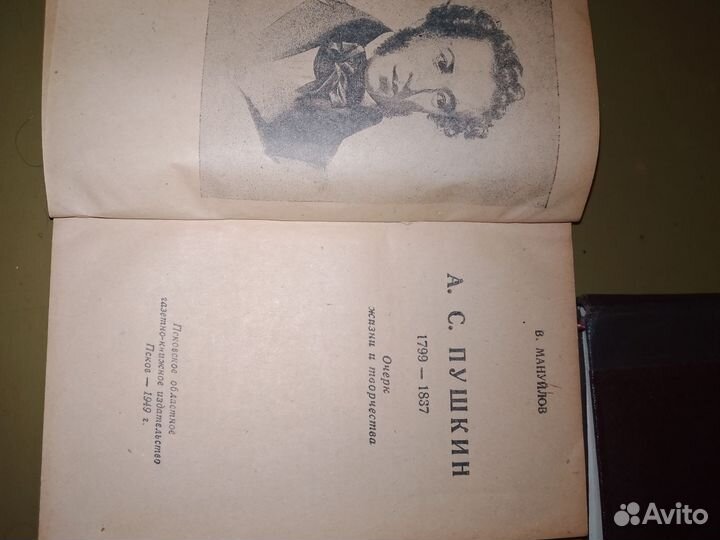 В. МАНУЙЛОВ
А. С. ПУШКИН
1799 — 1837
Очерк
жизни и творчества
Псковское областное
газетно-книжное издательство
Псков — 1949 г.
Avito